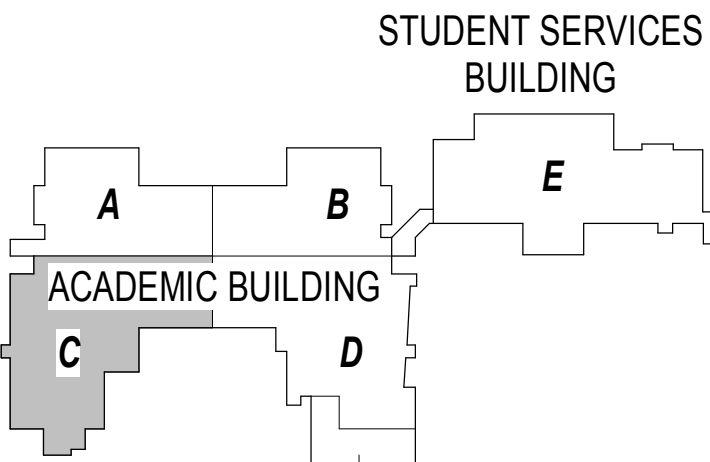 STUDENT SERVICES
BUILDING
E
A
B
ACADEMIC BUILDING
C
D